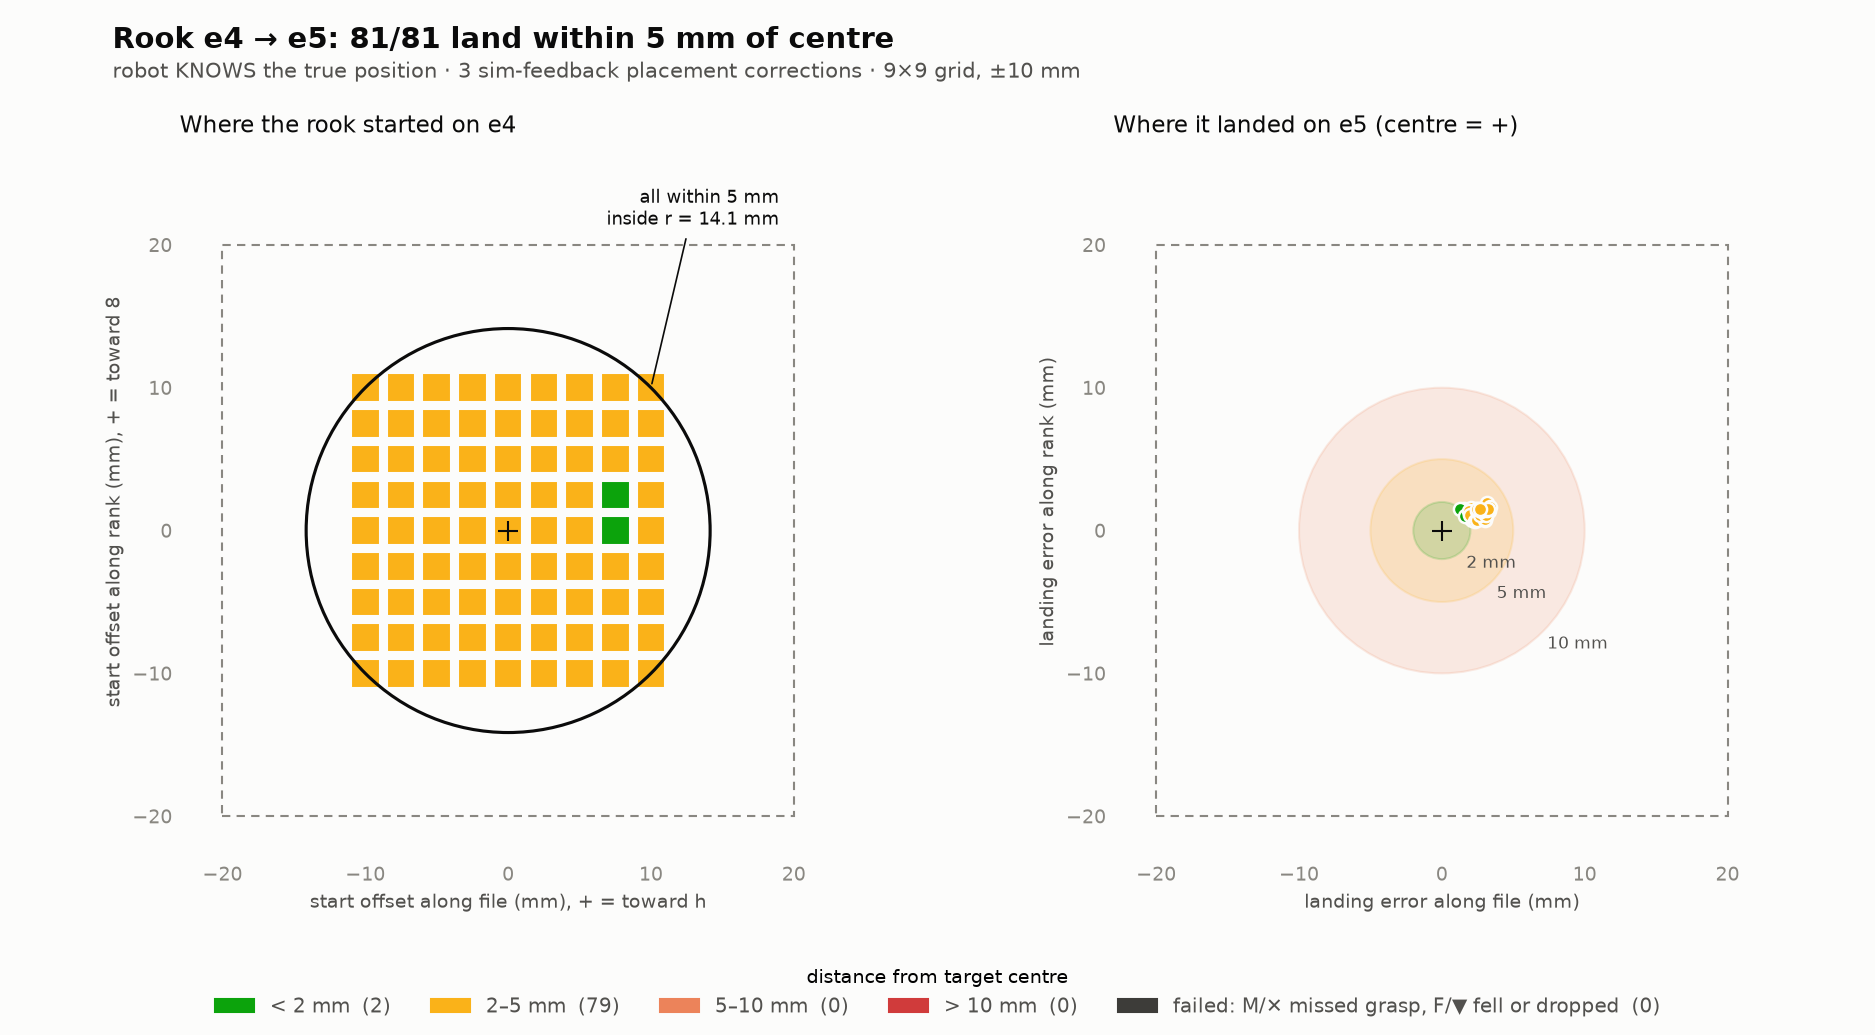 Rook e4 → e5: 81/81 land within 5 mm of centre
robot KNOWS the true position · 3 sim-feedback placement corrections · 9×9 grid, ±10 mm
Where the rook started on e4
all within 5 mm
inside r = 14.1 mm
start offset along rank (mm), + = toward 8
20
10
0
−10
−20
−20
−10
0
10
20
start offset along file (mm), + = toward h
Where it landed on e5 (centre = +)
landing error along rank (mm)
20
10
0
−10
−20
2 mm
5 mm
10 mm
−20
−10
0
10
20
landing error along file (mm)
distance from target centre
< 2 mm (2)
2–5 mm (79)
5–10 mm (0)
> 10 mm (0)
failed: M/✕ missed grasp, F/▼ fell or dropped (0)